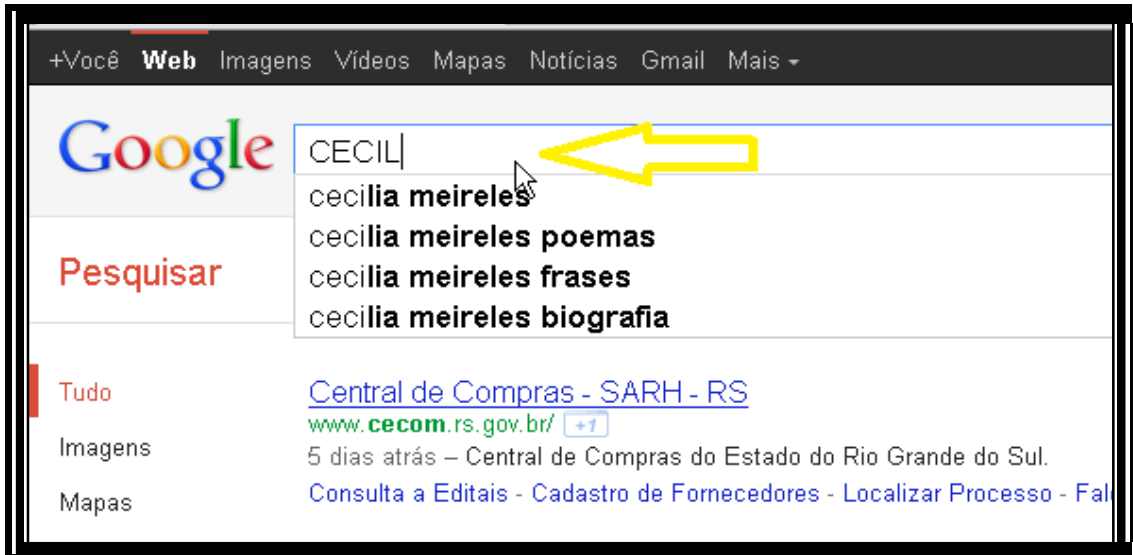 +Você Web Imagens Vídeos Mapas Notícias Gmail Mais
Google CECIL
cecilia meireles
cecilia meireles poemas
cecilia meireles frases
cecilia meireles biografia
Pesquisar
Tudo
Imagens
Mapas
Central de Compras - SARH - RS
www.cecom.rs.gov.br/ +1
5 dias atrás – Central de Compras do Estado do Rio Grande do Sul.
Consulta a Editais - Cadastro de Fornecedores - Localizar Processo -